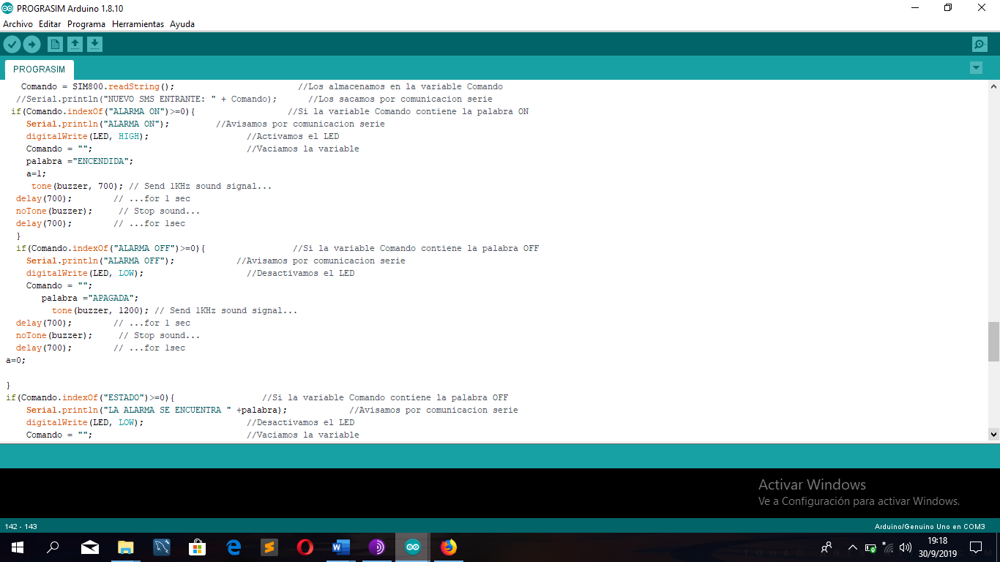 PROGRASIM Arduino 1.8.10
Archivo Editar Programa Herramientas Ayuda
PROGRASIM
Comando = SIM800.readString(); //Los almacenamos en la variable Comando
//Serial.println("NUEVO SMS ENTRANTE: " + Comando); //Los sacamos por comunicacion serie
if(Comando.indexOf("ALARMA ON")>=0){ //Si la variable Comando contiene la palabra ON
Serial.println("ALARMA ON"); //Avisamos por comunicacion serie
digitalWrite(LED, HIGH); //Activamos el LED
Comando = ""; //Vaciamos la variable
palabra ="ENCENDIDA";
a=1;
tone(buzzer, 700); // Send 1KHz sound signal...
delay(700); // ...for 1 sec
noTone(buzzer); // Stop sound...
delay(700); // ...for 1sec
}
if(Comando.indexOf("ALARMA OFF")>=0){ //Si la variable Comando contiene la palabra OFF
Serial.println("ALARMA OFF"); //Avisamos por comunicacion serie
digitalWrite(LED, LOW); //Desactivamos el LED
Comando = "";
palabra ="APAGADA";
tone(buzzer, 1200); // Send 1KHz sound signal...
delay(700); // ...for 1 sec
noTone(buzzer); // Stop sound...
delay(700); // ...for 1sec
a=0;
}
if(Comando.indexOf("ESTADO")>=0){ //Si la variable Comando contiene la palabra OFF
Serial.println("LA ALARMA SE ENCUENTRA " +palabra); //Avisamos por comunicacion serie
digitalWrite(LED, LOW); //Desactivamos el LED
Comando = ""; //Vaciamos la variable
Activar Windows
Ve a Configuración para activar Windows.
142 - 143 Arduino/Genuino Uno en COM3
19:18
30/9/2019